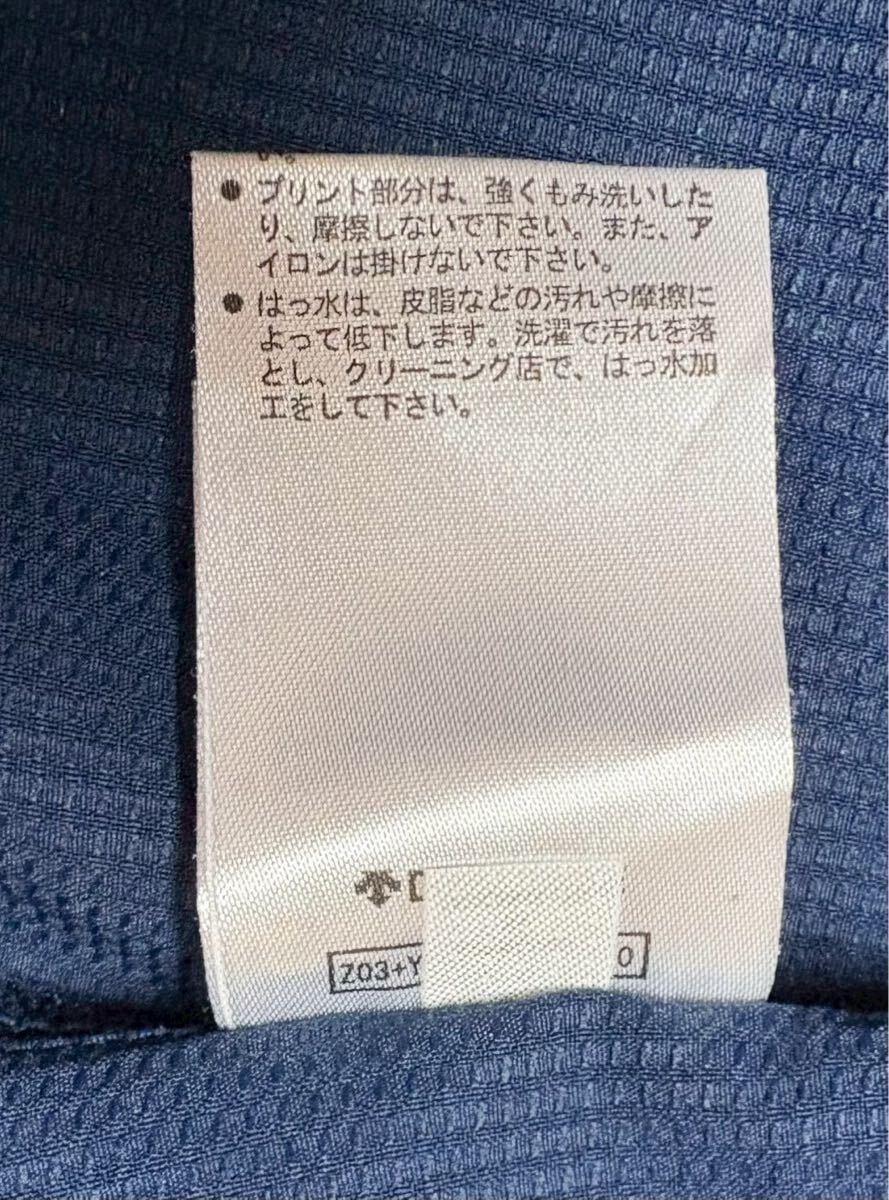 い。
● プリント部分は、強くもみ洗いした
り、摩擦しないで下さい。また、ア
イロンは掛けないで下さい。
● はっ水は、皮脂などの汚れや摩擦に
よって低下します。洗濯で汚れを落
とし、クリーニング店で、はっ水加
工をして下さい。
Z03+Y
0